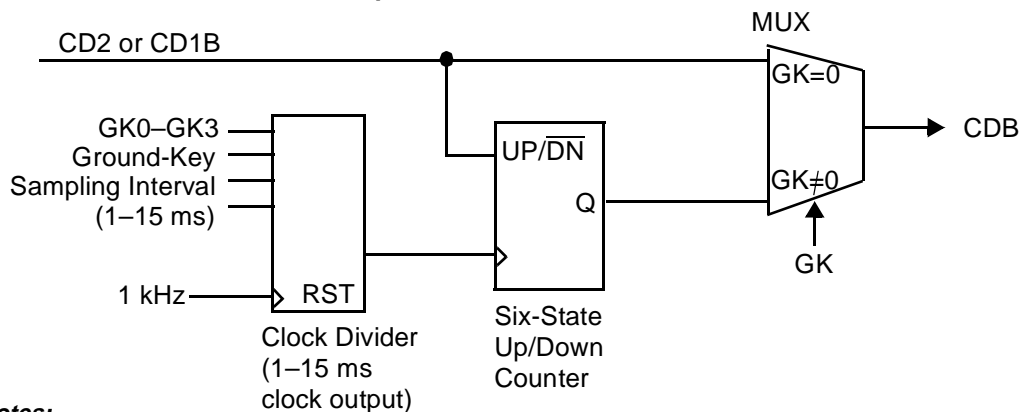 MUX
CD2 or CD1B
GK=0
GK0–GK3
Ground-Key
Sampling Interval
(1–15 ms)
UP/DN
CDB
GK≠0
Q
GK
1 kHz
RST
Six-State
Up/Down
Counter
Clock Divider
(1–15 ms
clock output)